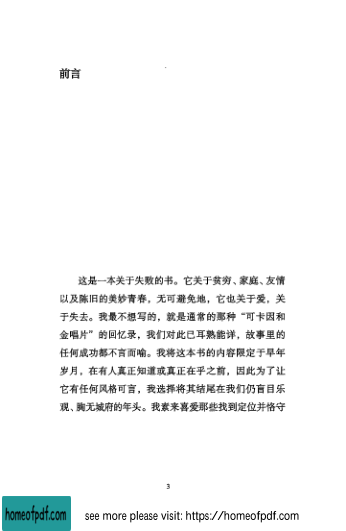 前言
这是一本关于失败的书。它关于贫穷、家庭、友情
以及陈旧的美妙青春，无可避免地，它也关于爱，关
于失去。我最不想写的，就是通常的那种“可卡因和
金唱片”的回忆录，我们对此已耳熟能详，故事里的
任何成功都不言而喻。我将这本书的内容限定于早年
岁月，在有人真正知道或真正在乎之前，因此为了让
它有任何风格可言，我选择将其结尾在我们仍盲目乐
观、胸无城府的年头。我素来喜爱那些找到定位并恪守
3
homeofpdf.com
see more please visit: https://homeofpdf.com